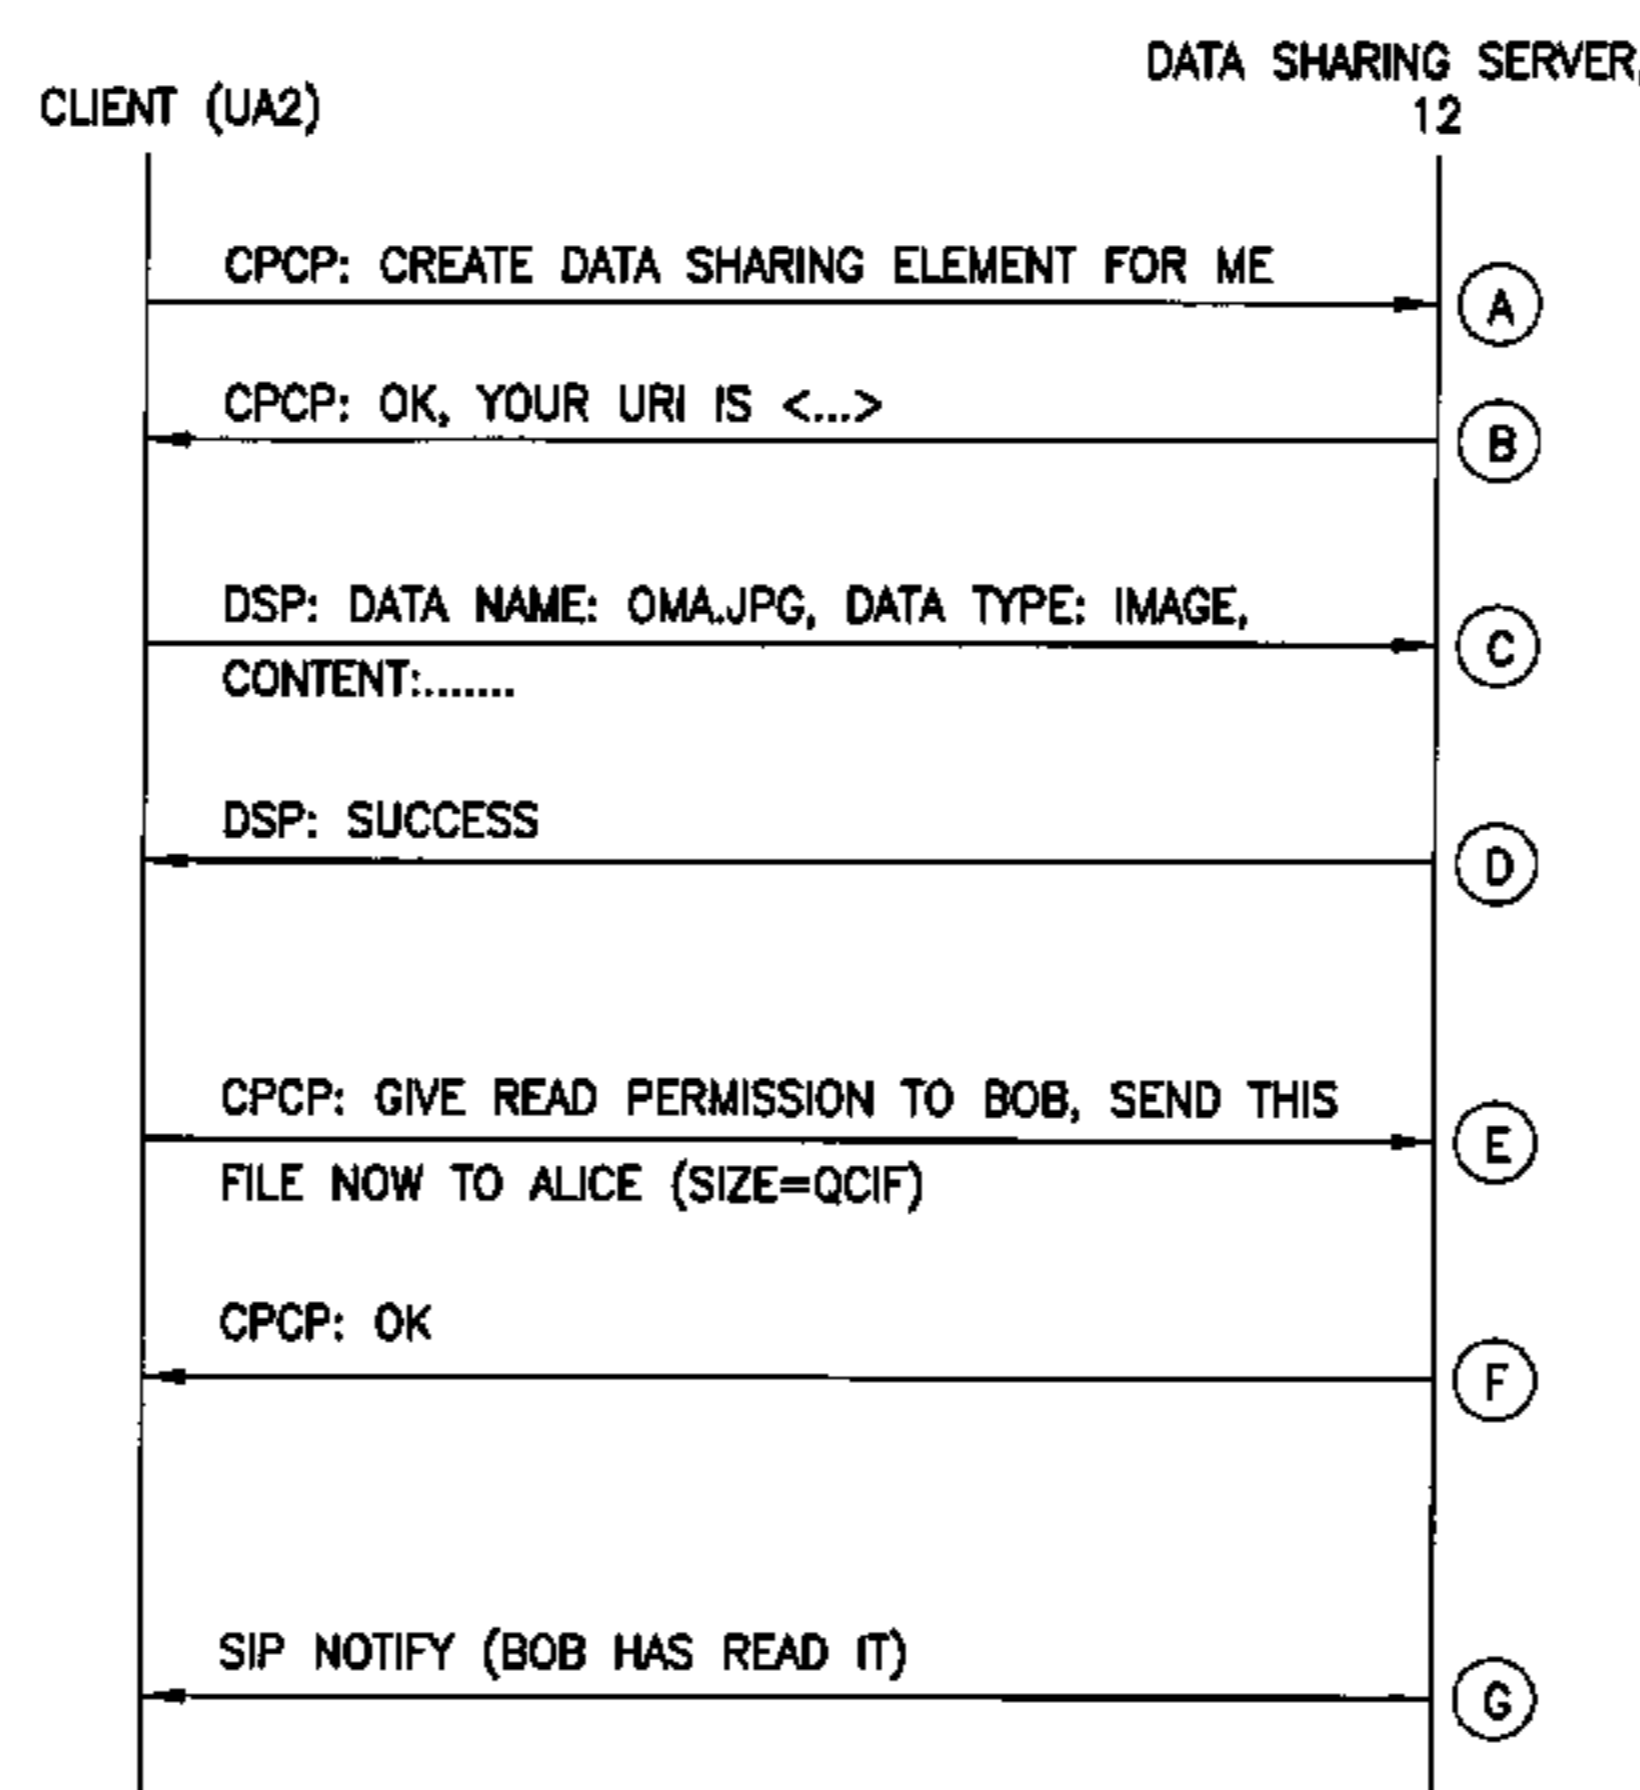 DATA SHARING SERVER,
12
CLIENT (UA2)
CPCP: CREATE DATA SHARING ELEMENT FOR ME
A
CPCP: OK, YOUR URI IS <...>
B
DSP: DATA NAME: OMA.JPG, DATA TYPE: IMAGE,
C
CONTENT:.......
DSP: SUCCESS
D
CPCP: GIVE READ PERMISSION TO BOB, SEND THIS
E
FILE NOW TO ALICE (SIZE=QCIF)
CPCP: OK
F
SIP NOTIFY (BOB HAS READ IT)
G